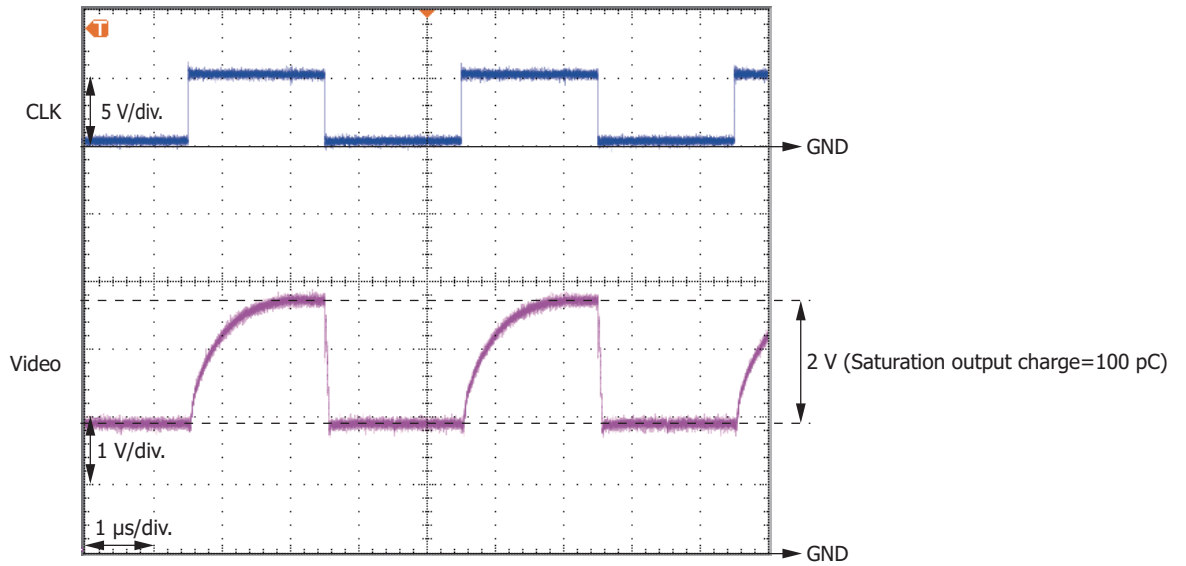 T
CLK
5 V/div.
GND
Video
2 V (Saturation output charge=100 pC)
1 V/div.
1 µs/div.
GND